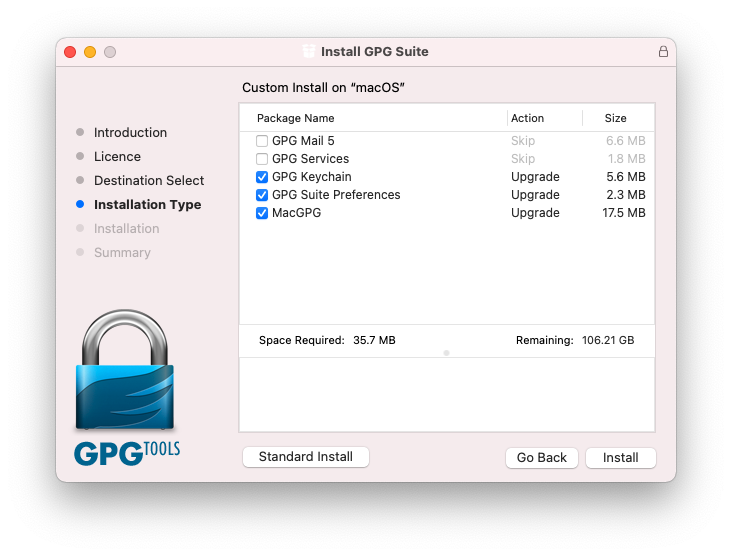 Install GPG Suite
Custom Install on “macOS”
Introduction
Licence
Destination Select
Installation Type
Installation
Summary
Package Name Action Size
GPG Mail 5 Skip 6.6 MB
GPG Services Skip 1.8 MB
GPG Keychain Upgrade 5.6 MB
GPG Suite Preferences Upgrade 2.3 MB
MacGPG Upgrade 17.5 MB
Space Required: 35.7 MB Remaining: 106.21 GB
GPGTOOLS
Standard Install Go Back Install